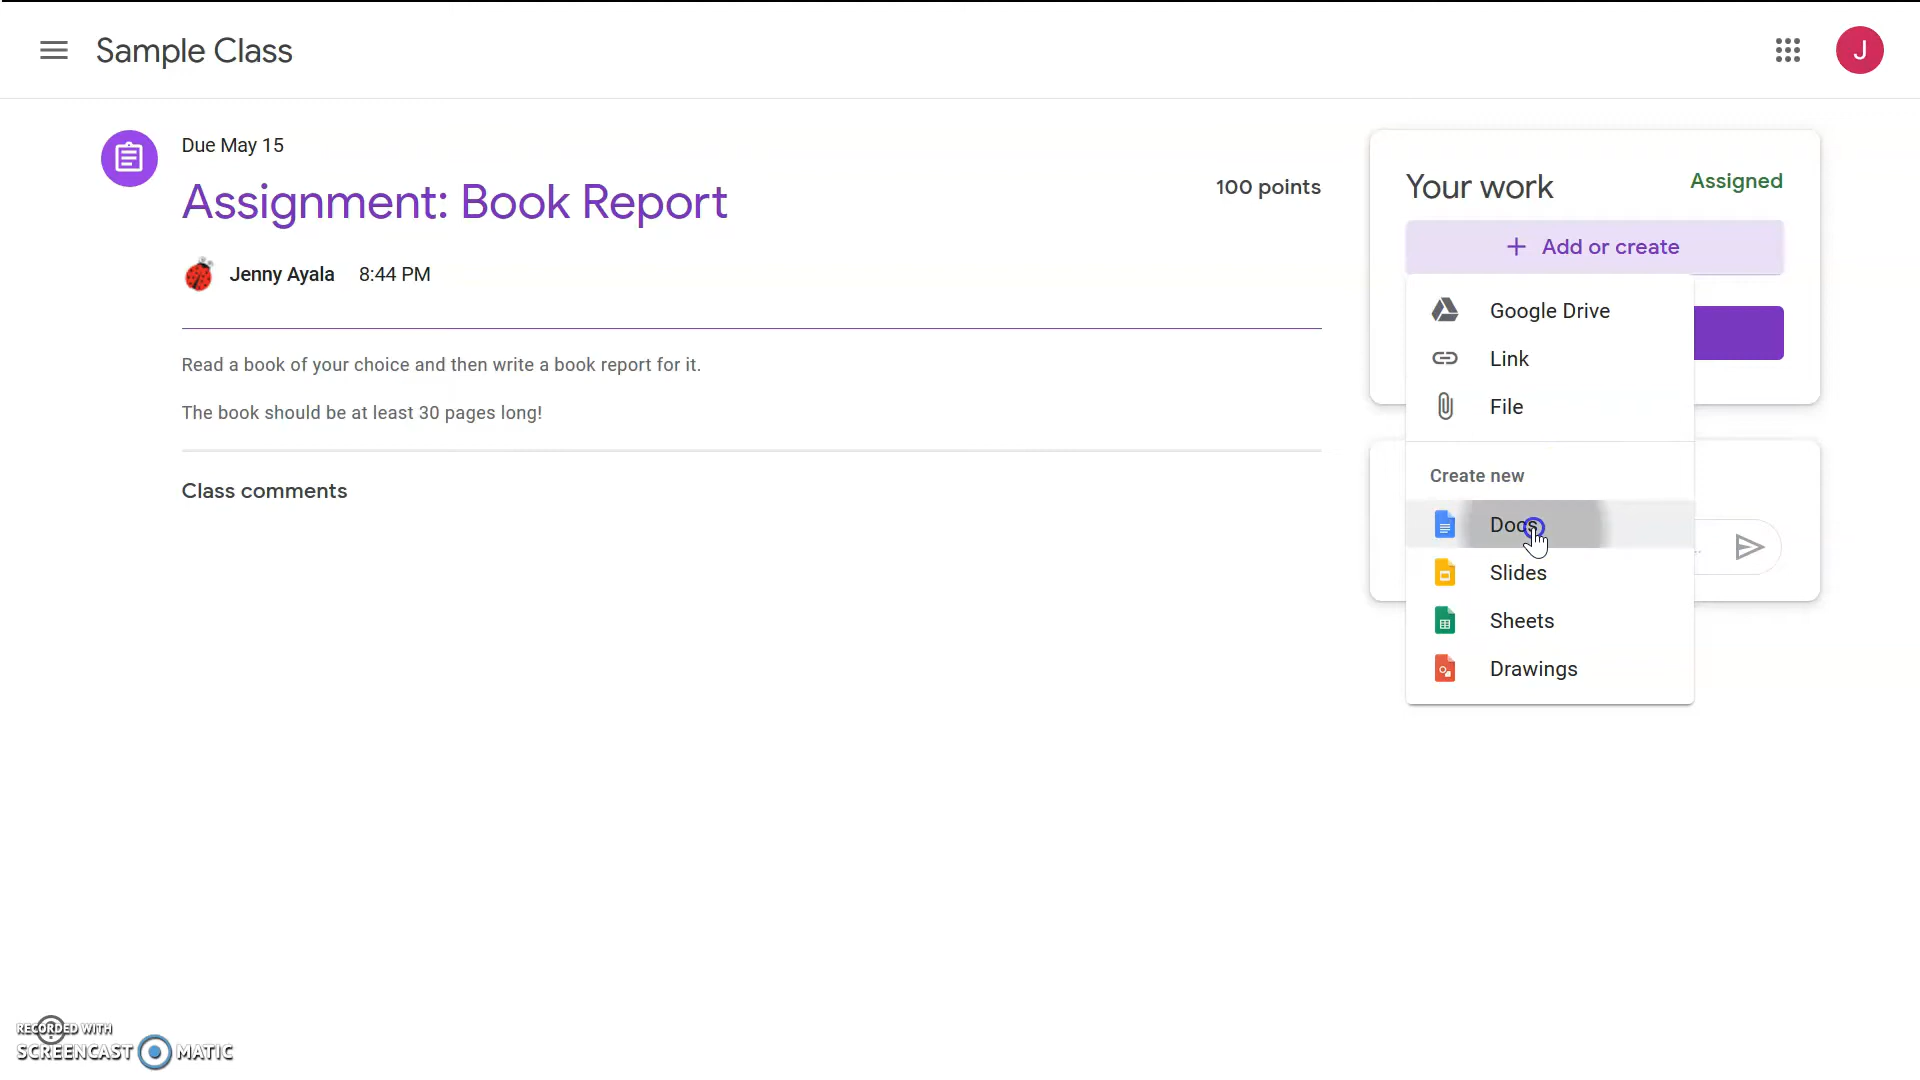 Sample Class
J
Due May 15
Assignment: Book Report
100 points
Jenny Ayala 8:44 PM
Read a book of your choice and then write a book report for it.
The book should be at least 30 pages long!
Class comments
Your work
Assigned
+ Add or create
Google Drive
Link
File
Create new
Docs
Slides
Sheets
Drawings
RECORDED WITH
SCREENCAST MATIC